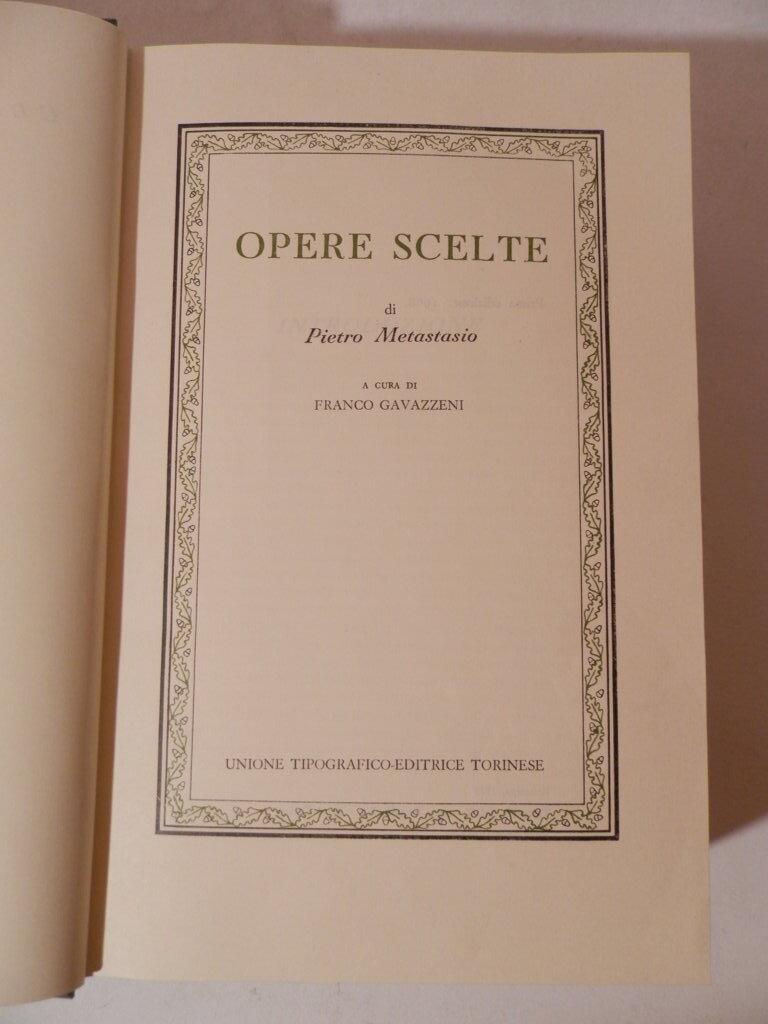 OPERE SCELTE
di
Pietro Metastasio
A CURA DI
FRANCO GAVAZZENI
UNIONE TIPOGRAFICO-EDITRICE TORINESE